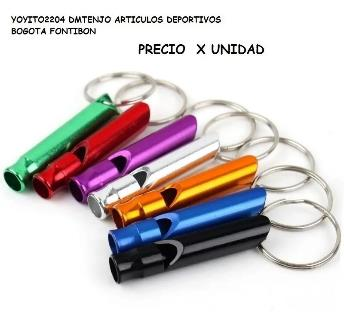 YOYITO2204 DMTENJO ARTICULOS DEPORTIVOS
BOGOTA FONTIBON
PRECIO X UNIDAD